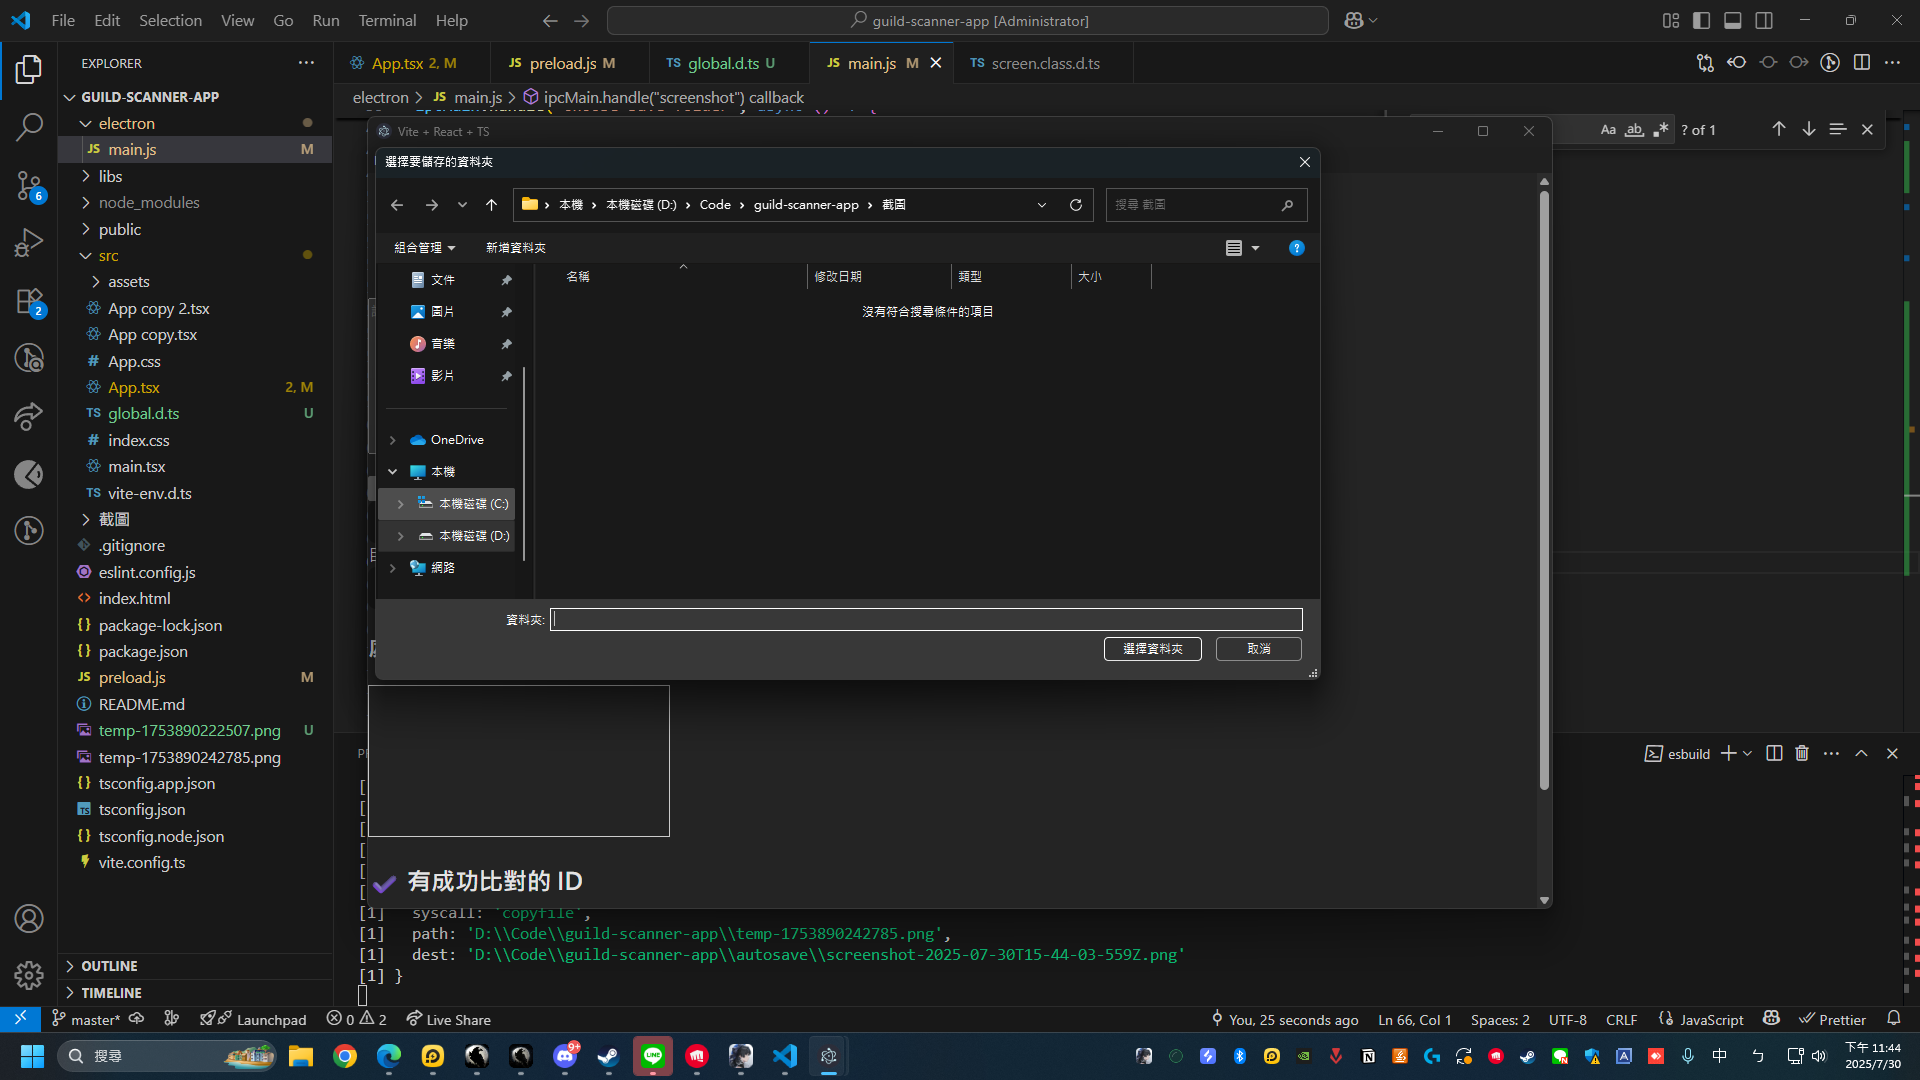 File Edit Selection View Go Run Terminal Help
guild-scanner-app [Administrator]
EXPLORER
GUILD-SCANNER-APP
electron
JS main.js M
libs
node_modules
public
src
assets
App copy 2.tsx
App copy.tsx
# App.css
App.tsx 2, M
TS global.d.ts U
# index.css
main.tsx
TS vite-env.d.ts
截圖
.gitignore
eslint.config.js
index.html
package-lock.json
package.json
JS preload.js M
README.md
temp-1753890222507.png U
temp-1753890242785.png
tsconfig.app.json
tsconfig.json
tsconfig.node.json
vite.config.ts
OUTLINE
TIMELINE
6
2
App.tsx 2, M
JS preload.js M
TS global.d.ts U
JS main.js M
TS screen.class.d.ts
electron > JS main.js > ipcMain.handle("screenshot") callback
Aa ab ? of 1
Vite + React + TS
選擇要儲存的資料夾
本機 > 本機磁碟 (D:) > Code > guild-scanner-app > 截圖
搜尋 截圖
組合管理 新增資料夾
名稱 修改日期 類型 大小
沒有符合搜尋條件的項目
文件
圖片
音樂
影片
OneDrive
本機
本機磁碟 (C:)
本機磁碟 (D:)
網路
資料夾:
選擇資料夾 取消
有成功比對的 ID
esbuild
[1] syscall: 'copyfile',
[1] path: 'D:\\Code\\guild-scanner-app\\temp-1753890242785.png',
[1] dest: 'D:\\Code\\guild-scanner-app\\autosave\\screenshot-2025-07-30T15-44-03-559Z.png'
[1] }
master* Launchpad 0 2 Live Share
You, 25 seconds ago Ln 66, Col 1 Spaces: 2 UTF-8 CRLF JavaScript Prettier
搜尋
9+
中
下午 11:44
2025/7/30